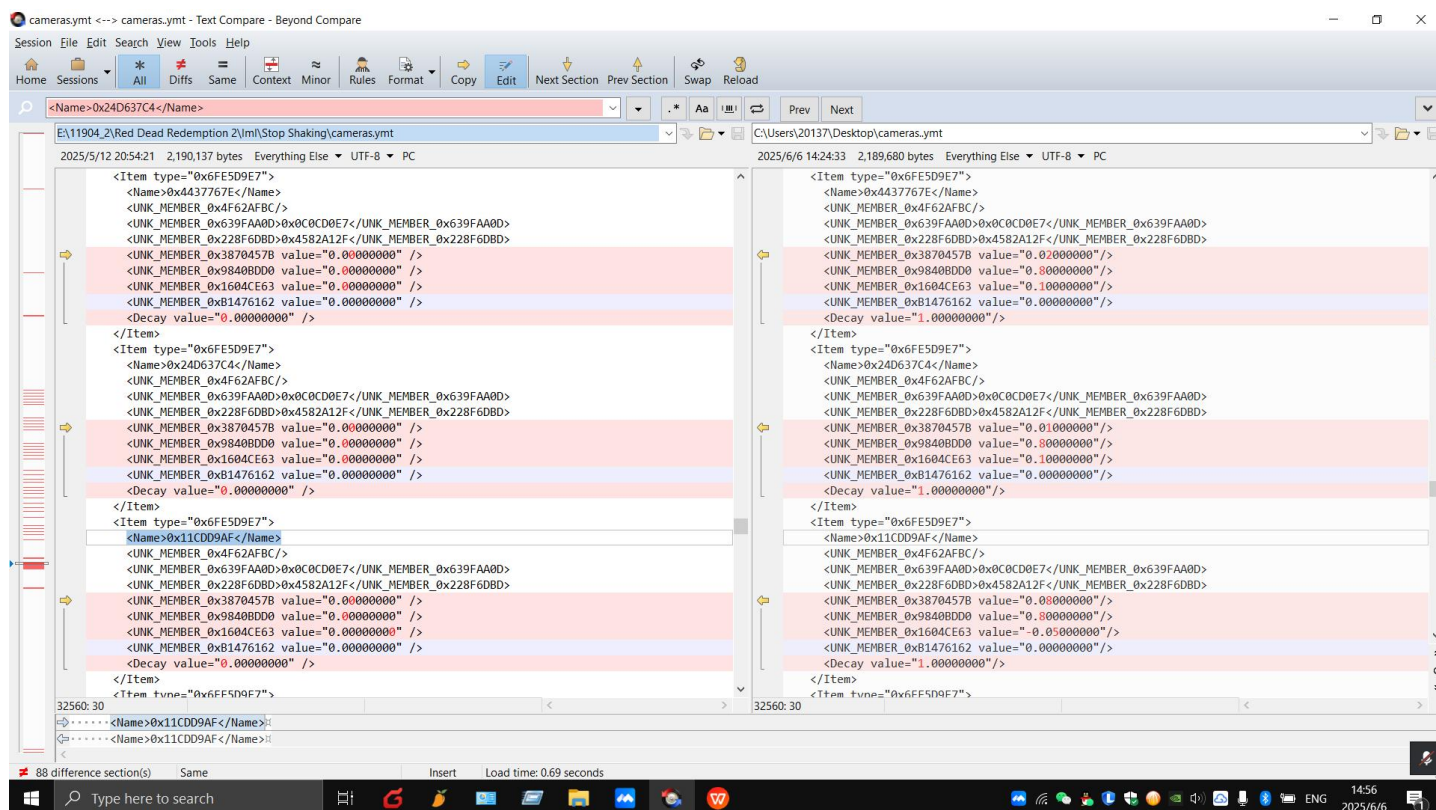 cameras.ymt <--> cameras..ymt - Text Compare - Beyond Compare
Session File Edit Search View Tools Help
Home Sessions All Diffs Same Context Minor Rules Format Copy Edit Next Section Prev Section Swap Reload
<Name>0x24D637C4</Name> .* Aa Prev Next
E:\11904_2\Red Dead Redemption 2\lml\Stop Shaking\cameras.ymt
2025/5/12 20:54:21 2,190,137 bytes Everything Else UTF-8 PC
<Item type="0x6FE5D9E7">
<Name>0x4437767E</Name>
<UNK_MEMBER_0x4F62AFBC/>
<UNK_MEMBER_0x639FAA0D>0x0C0CD0E7</UNK_MEMBER_0x639FAA0D>
<UNK_MEMBER_0x228F6DBD>0x4582A12F</UNK_MEMBER_0x228F6DBD>
<UNK_MEMBER_0x3870457B value="0.00000000" />
<UNK_MEMBER_0x9840BDD0 value="0.00000000" />
<UNK_MEMBER_0x1604CE63 value="0.00000000" />
<UNK_MEMBER_0xB1476162 value="0.00000000" />
<Decay value="0.00000000" />
</Item>
<Item type="0x6FE5D9E7">
<Name>0x24D637C4</Name>
<UNK_MEMBER_0x4F62AFBC/>
<UNK_MEMBER_0x639FAA0D>0x0C0CD0E7</UNK_MEMBER_0x639FAA0D>
<UNK_MEMBER_0x228F6DBD>0x4582A12F</UNK_MEMBER_0x228F6DBD>
<UNK_MEMBER_0x3870457B value="0.00000000" />
<UNK_MEMBER_0x9840BDD0 value="0.00000000" />
<UNK_MEMBER_0x1604CE63 value="0.00000000" />
<UNK_MEMBER_0xB1476162 value="0.00000000" />
<Decay value="0.00000000" />
</Item>
<Item type="0x6FE5D9E7">
<Name>0x11CDD9AF</Name>
<UNK_MEMBER_0x4F62AFBC/>
<UNK_MEMBER_0x639FAA0D>0x0C0CD0E7</UNK_MEMBER_0x639FAA0D>
<UNK_MEMBER_0x228F6DBD>0x4582A12F</UNK_MEMBER_0x228F6DBD>
<UNK_MEMBER_0x3870457B value="0.00000000" />
<UNK_MEMBER_0x9840BDD0 value="0.00000000" />
<UNK_MEMBER_0x1604CE63 value="0.00000000" />
<UNK_MEMBER_0xB1476162 value="0.00000000" />
<Decay value="0.00000000" />
</Item>
<Item type="0x6FE5D9E7">
32560: 30
C:\Users\20137\Desktop\cameras..ymt
2025/6/6 14:24:33 2,189,680 bytes Everything Else UTF-8 PC
<Item type="0x6FE5D9E7">
<Name>0x4437767E</Name>
<UNK_MEMBER_0x4F62AFBC/>
<UNK_MEMBER_0x639FAA0D>0x0C0CD0E7</UNK_MEMBER_0x639FAA0D>
<UNK_MEMBER_0x228F6DBD>0x4582A12F</UNK_MEMBER_0x228F6DBD>
<UNK_MEMBER_0x3870457B value="0.02000000"/>
<UNK_MEMBER_0x9840BDD0 value="0.80000000"/>
<UNK_MEMBER_0x1604CE63 value="0.10000000"/>
<UNK_MEMBER_0xB1476162 value="0.00000000"/>
<Decay value="1.00000000"/>
</Item>
<Item type="0x6FE5D9E7">
<Name>0x24D637C4</Name>
<UNK_MEMBER_0x4F62AFBC/>
<UNK_MEMBER_0x639FAA0D>0x0C0CD0E7</UNK_MEMBER_0x639FAA0D>
<UNK_MEMBER_0x228F6DBD>0x4582A12F</UNK_MEMBER_0x228F6DBD>
<UNK_MEMBER_0x3870457B value="0.01000000"/>
<UNK_MEMBER_0x9840BDD0 value="0.80000000"/>
<UNK_MEMBER_0x1604CE63 value="0.10000000"/>
<UNK_MEMBER_0xB1476162 value="0.00000000"/>
<Decay value="1.00000000"/>
</Item>
<Item type="0x6FE5D9E7">
<Name>0x11CDD9AF</Name>
<UNK_MEMBER_0x4F62AFBC/>
<UNK_MEMBER_0x639FAA0D>0x0C0CD0E7</UNK_MEMBER_0x639FAA0D>
<UNK_MEMBER_0x228F6DBD>0x4582A12F</UNK_MEMBER_0x228F6DBD>
<UNK_MEMBER_0x3870457B value="0.08000000"/>
<UNK_MEMBER_0x9840BDD0 value="0.80000000"/>
<UNK_MEMBER_0x1604CE63 value="-0.05000000"/>
<UNK_MEMBER_0xB1476162 value="0.00000000"/>
<Decay value="1.00000000"/>
</Item>
<Item type="0x6FE5D9E7">
32560: 30
<Name>0x11CDD9AF</Name>
<Name>0x11CDD9AF</Name>
88 difference section(s) Same Insert Load time: 0.69 seconds
Type here to search ENG 14:56
2025/6/6